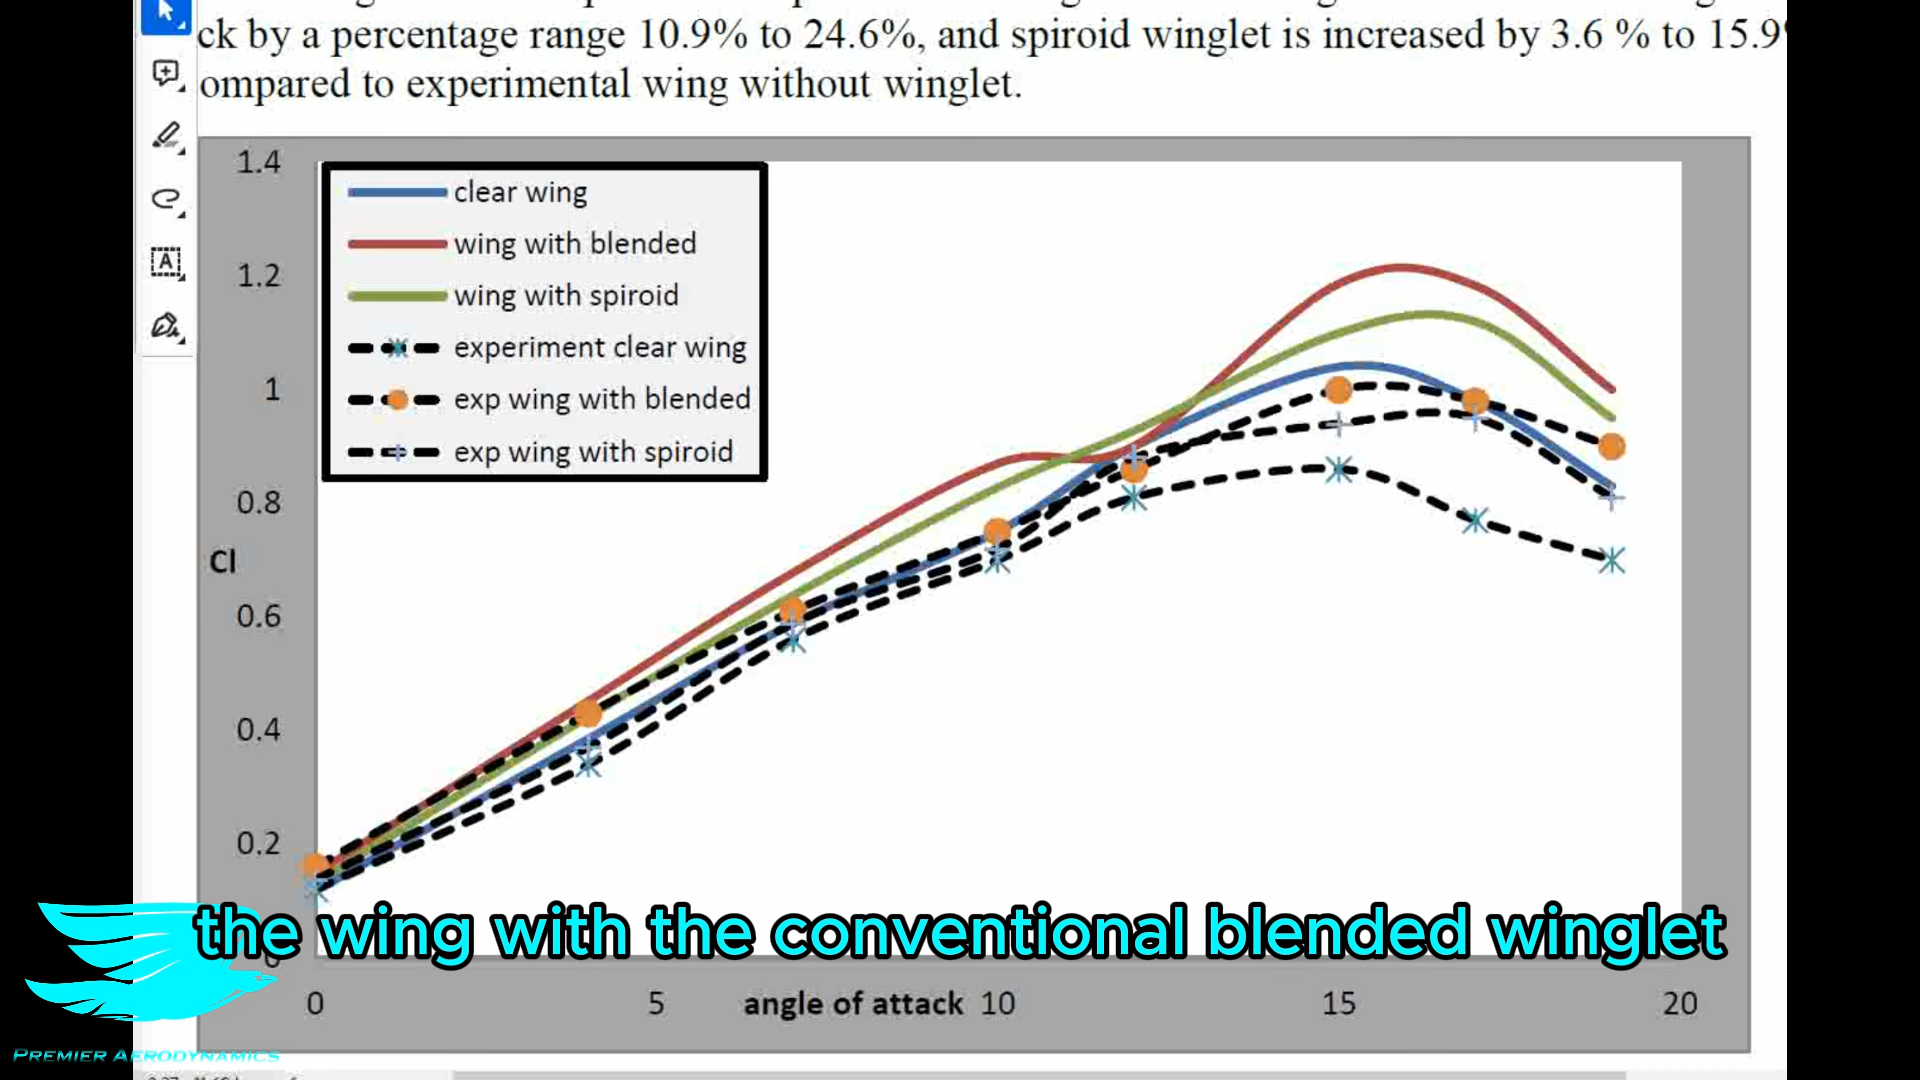 ck by a percentage range 10.9% to 24.6%, and spiroid winglet is increased by 3.6 % to 15.9
ompared to experimental wing without winglet.
1.4
1.2
1
0.8
Cl
0.6
0.4
0.2
0
clear wing
wing with blended
wing with spiroid
experiment clear wing
exp wing with blended
exp wing with spiroid
the wing with the conventional blended winglet
0
5
angle of attack
10
15
20
PREMIER AERODYNAMICS